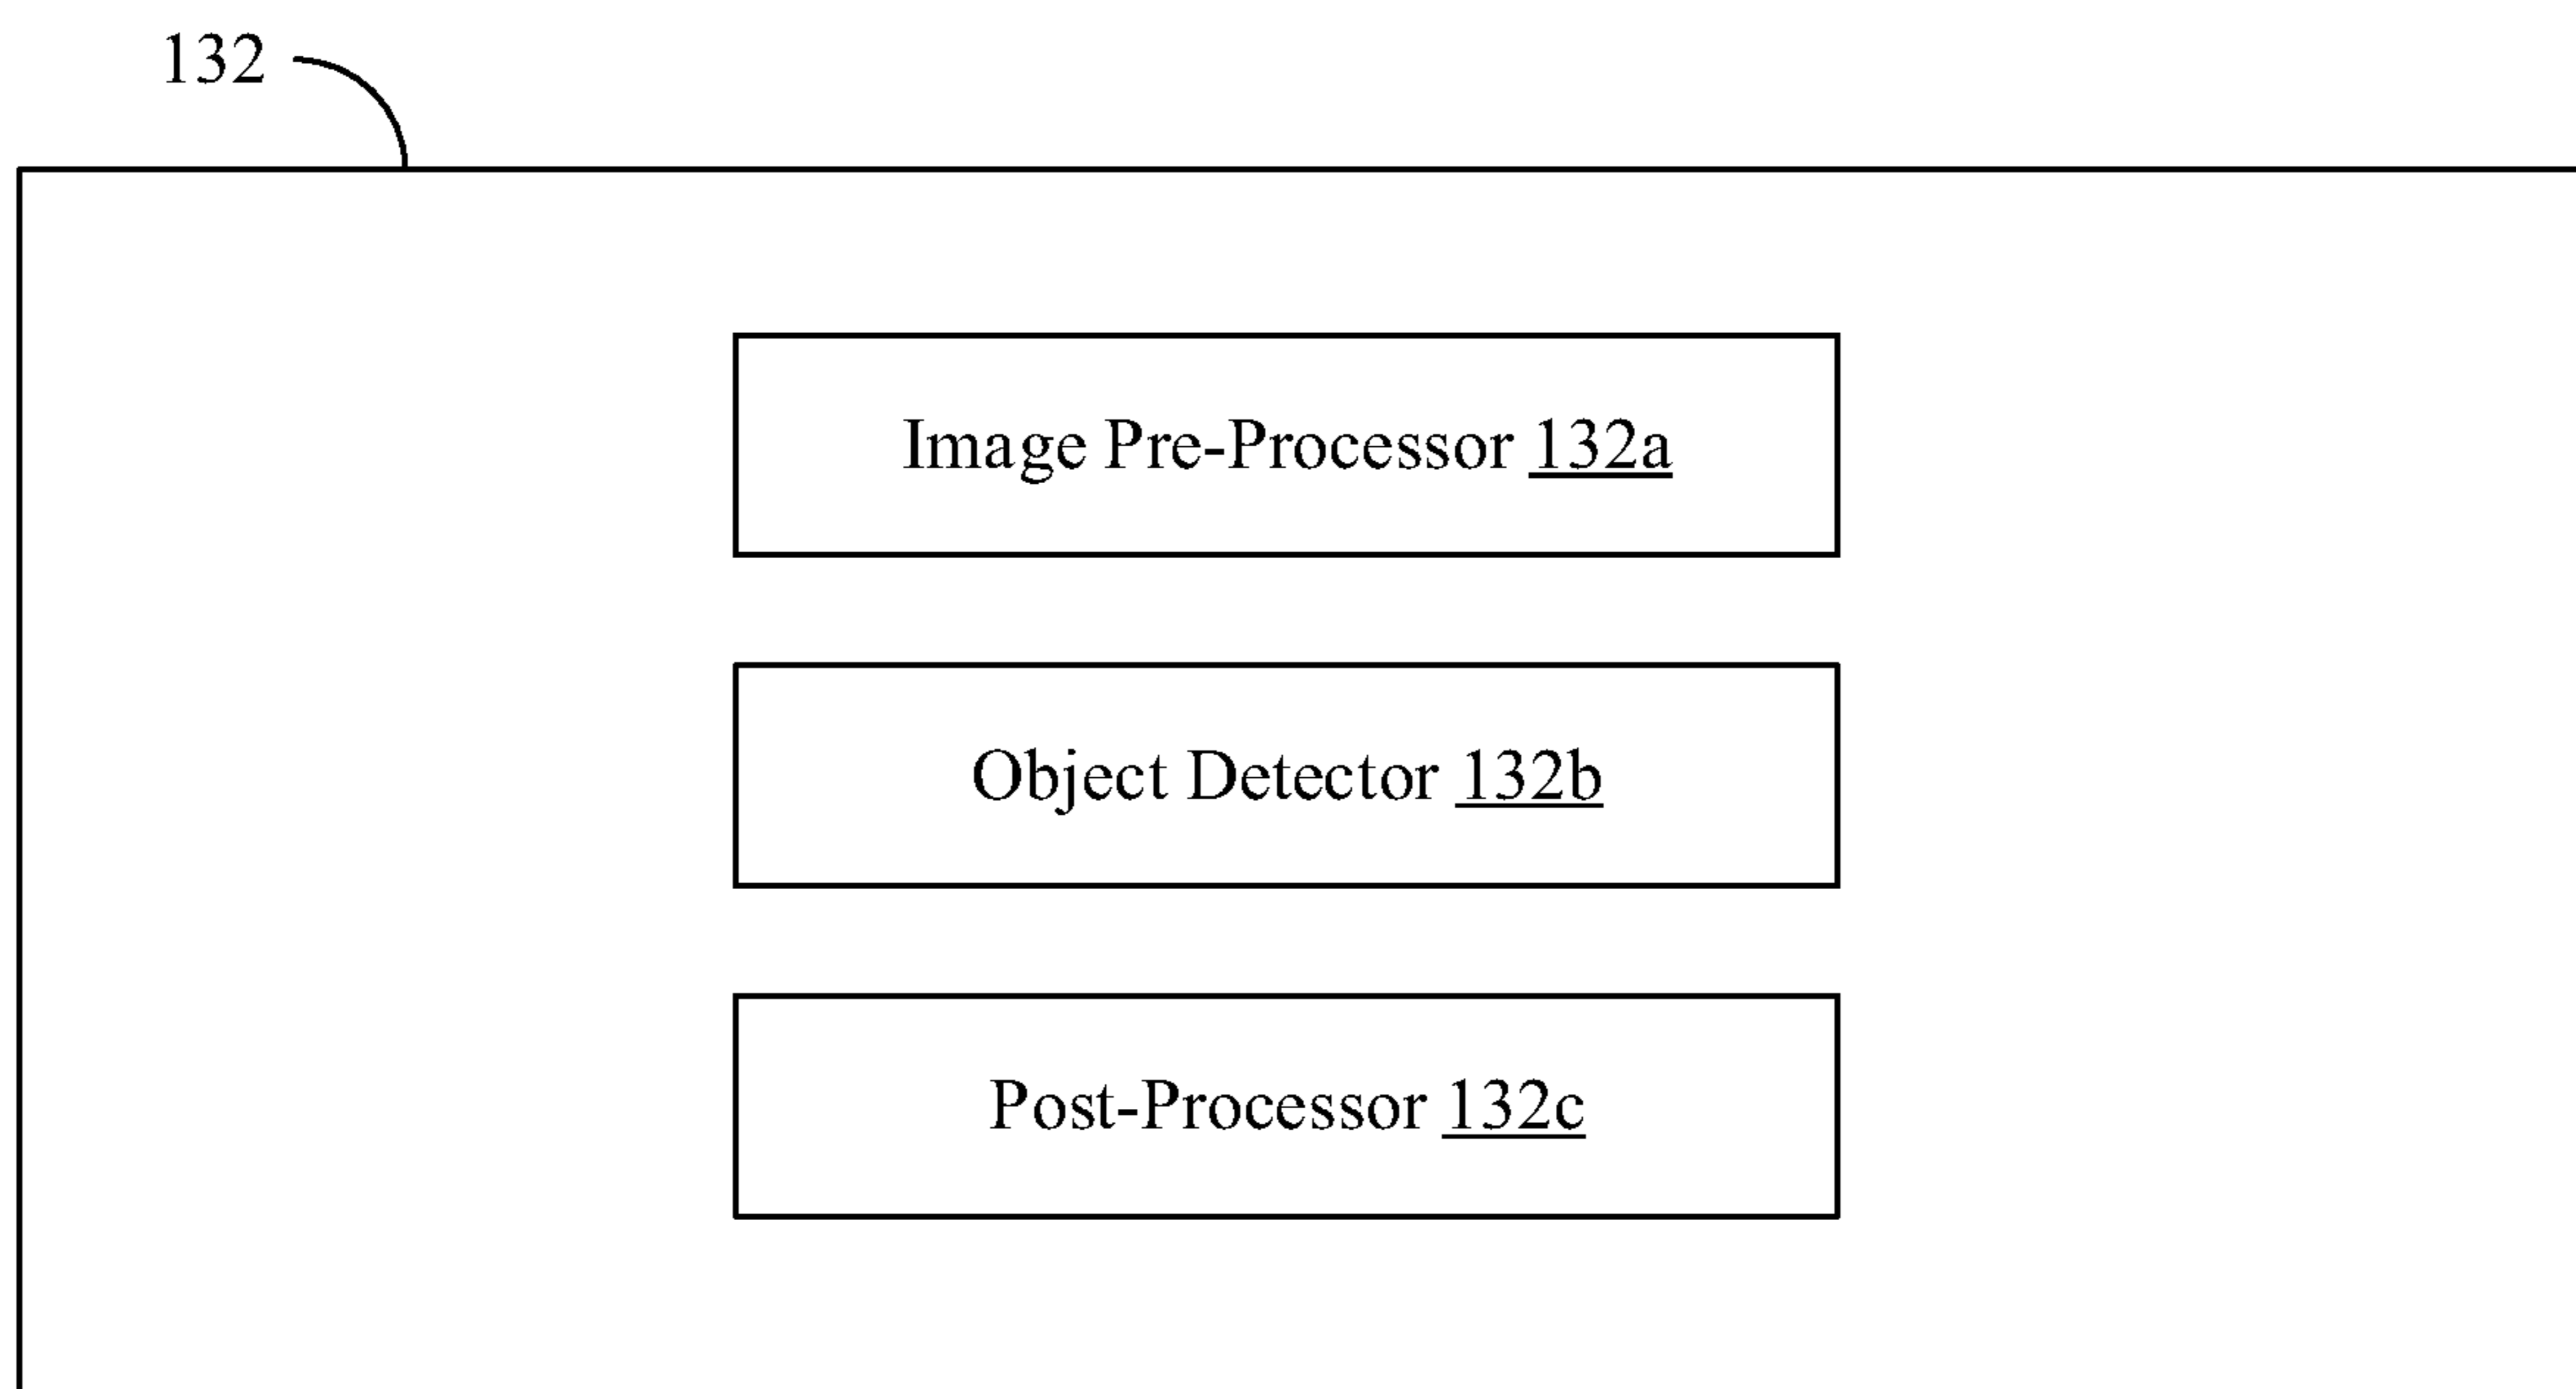 132
Image Pre-Processor 132a
Object Detector 132b
Post-Processor 132c